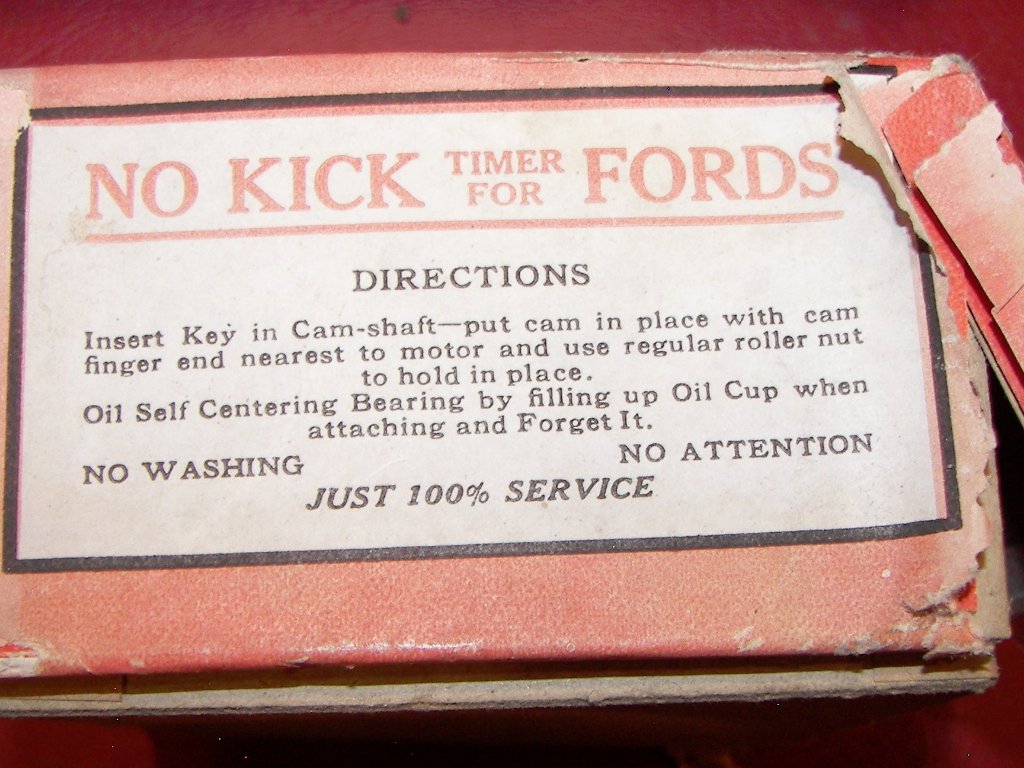 NO KICK TIMER FOR FORDS
DIRECTIONS
Insert Key in Cam-shaft—put cam in place with cam
finger end nearest to motor and use regular roller nut
to hold in place.
Oil Self Centering Bearing by filling up Oil Cup when
attaching and Forget It.
NO WASHING NO ATTENTION
JUST 100% SERVICE